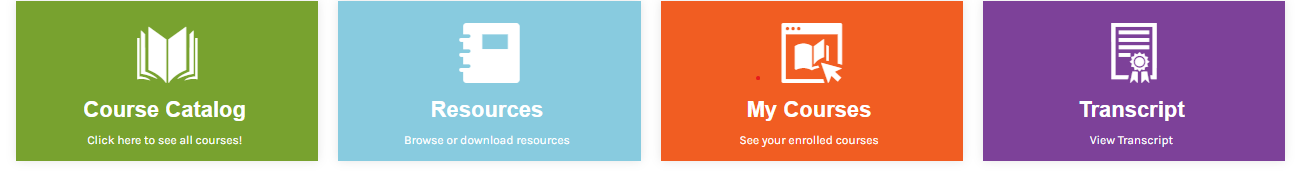 Course Catalog
Click here to see all courses!
Resources
Browse or download resources
My Courses
See your enrolled courses
Transcript
View Transcript